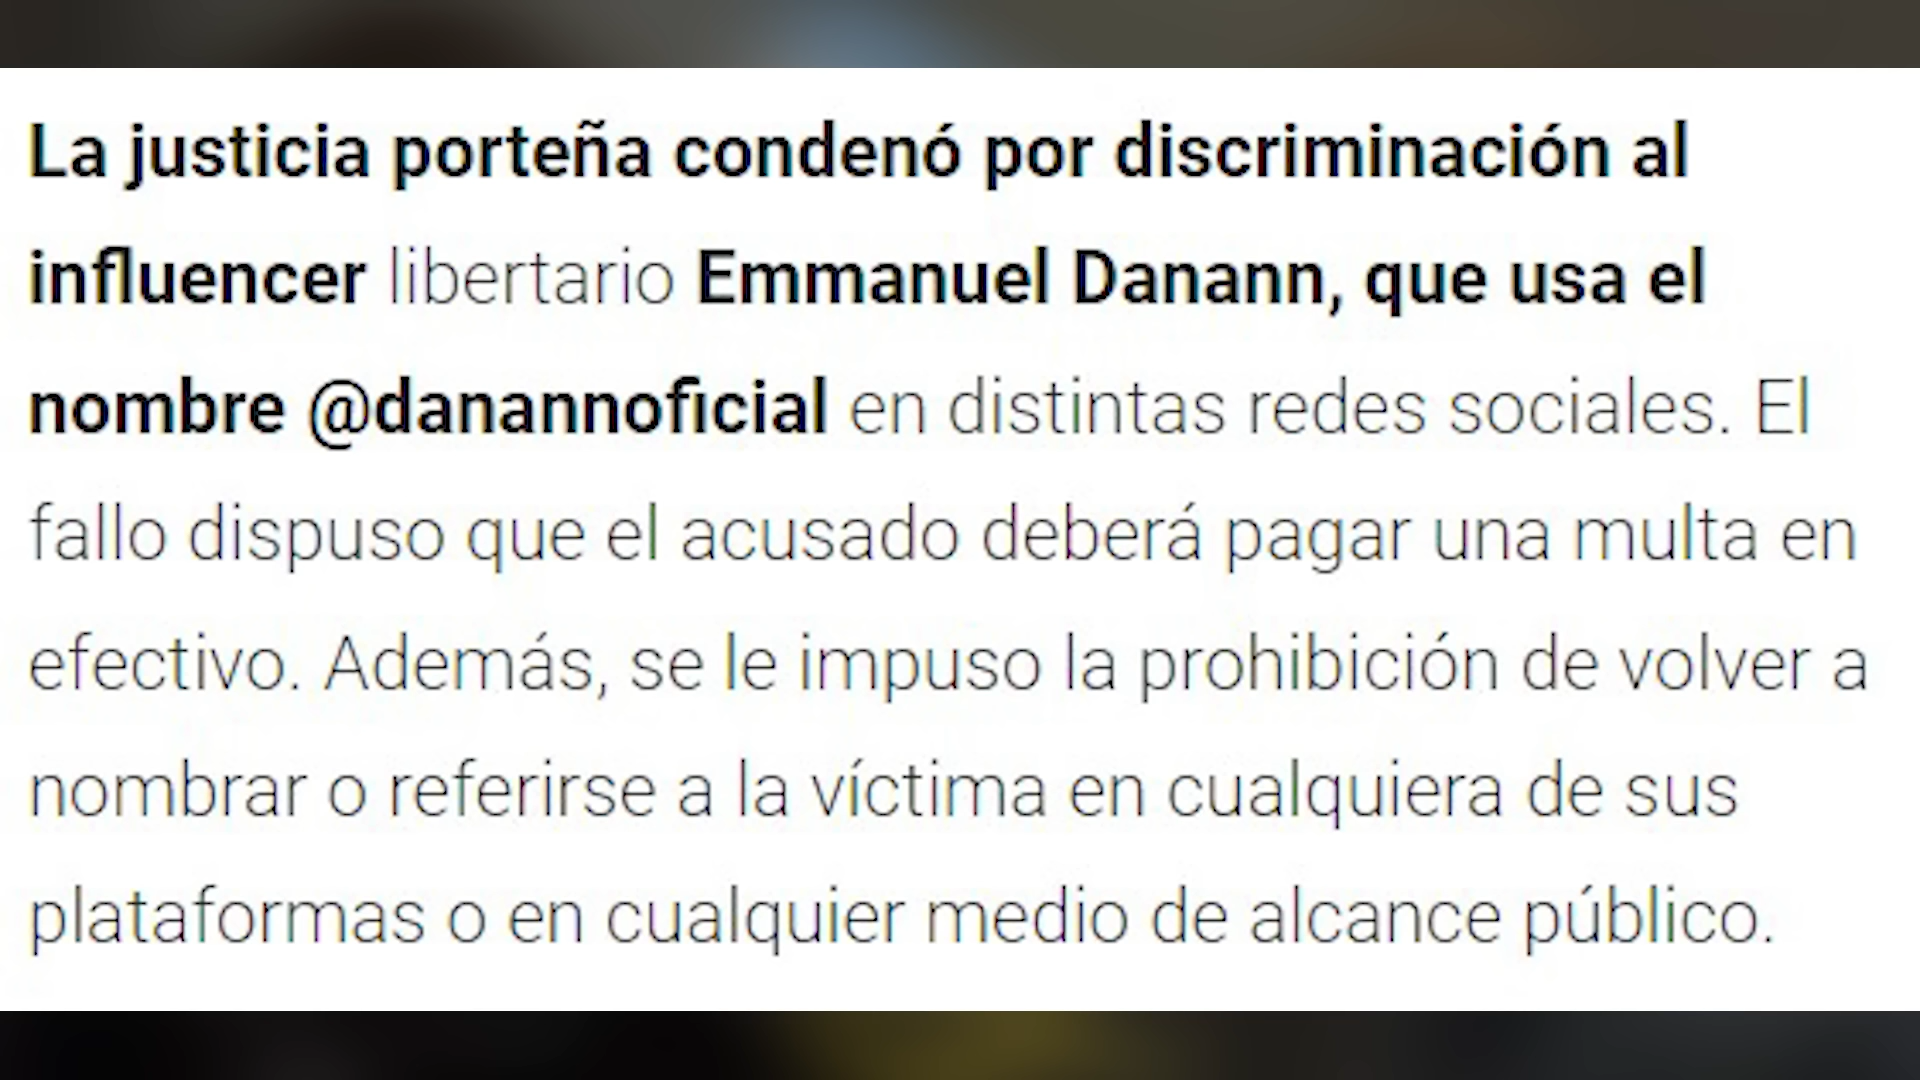 La justicia porteña condenó por discriminación al
influencer libertario Emmanuel Danann, que usa el
nombre @danannoficial en distintas redes sociales. El
fallo dispuso que el acusado deberá pagar una multa en
efectivo. Además, se le impuso la prohibición de volver a
nombrar o referirse a la víctima en cualquiera de sus
plataformas o en cualquier medio de alcance público.